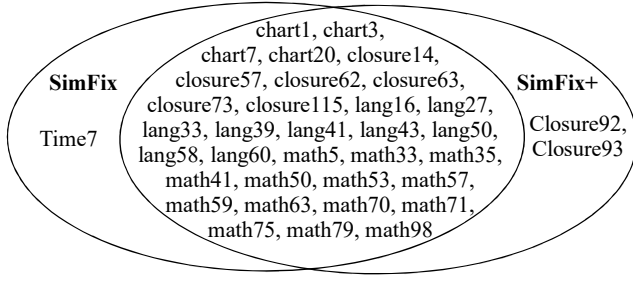 chart1, chart3,
chart7, chart20, closure14,
SimFix
closure57, closure62, closure63,
SimFix+
closure73, closure115, lang16, lang27,
Time7
lang33, lang39, lang41, lang43, lang50,
Closure92,
lang58, lang60, math5, math33, math35,
Closure93
math41, math50, math53, math57,
math59, math63, math70, math71,
math75, math79, math98